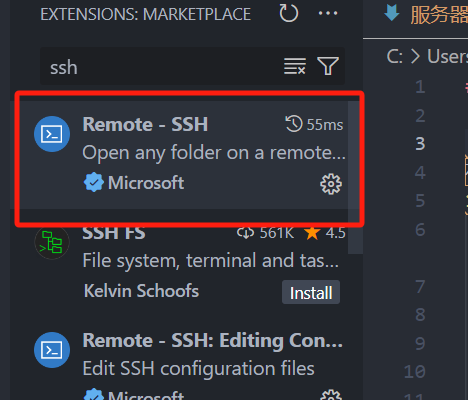 EXTENSIONS: MARKETPLACE
服务器
ssh
C: > Users
Remote - SSH 55ms
Open any folder on a remote...
Microsoft
SSH FS 561K 4.5
File system, terminal and tas...
Kelvin Schoofs Install
Remote - SSH: Editing Con...
Edit SSH configuration files
Microsoft
1
2
3
4
5
6
7
8
9
10
11